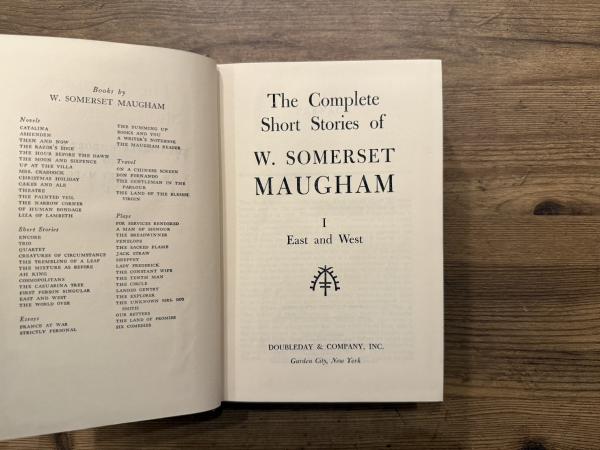 Books by
W. SOMERSET MAUGHAM
Novels
CATALINA
ASHENDEN
THEN AND NOW
THE RAZOR'S EDGE
THE HOUR BEFORE THE DAWN
THE MOON AND SIXPENCE
UP AT THE VILLA
MRS. CRADDOCK
CHRISTMAS HOLIDAY
CAKES AND ALE
THEATRE
THE PAINTED VEIL
THE NARROW CORNER
OF HUMAN BONDAGE
LIZA OF LAMBETH
Short Stories
ENCORE
TRIO
QUARTET
CREATURES OF CIRCUMSTANCE
THE TREMBLING OF A LEAF
THE MIXTURE AS BEFORE
AH KING
COSMOPOLITANS
THE CASUARINA TREE
FIRST PERSON SINGULAR
EAST AND WEST
THE WORLD OVER
Essays
FRANCE AT WAR
STRICTLY PERSONAL
THE SUMMING UP
BOOKS AND YOU
A WRITER'S NOTEBOOK
THE MAUGHAM READER
Travel
ON A CHINESE SCREEN
DON FERNANDO
THE GENTLEMAN IN THE
PARLOUR
THE LAND OF THE BLESSED
VIRGIN
Plays
FOR SERVICES RENDERED
A MAN OF HONOUR
THE BREADWINNER
PENELOPE
THE SACRED FLAME
JACK STRAW
SHEPPEY
LADY FREDERICK
THE CONSTANT WIFE
THE TENTH MAN
THE CIRCLE
LANDED GENTRY
THE EXPLORER
SMITH
OUR BETTERS
THE LAND OF PROMISE
SIX COMEDIES
The Complete
Short Stories of
W. SOMERSET
MAUGHAM
I
East and West
DOUBLEDAY & COMPANY, INC.
Garden City, New York